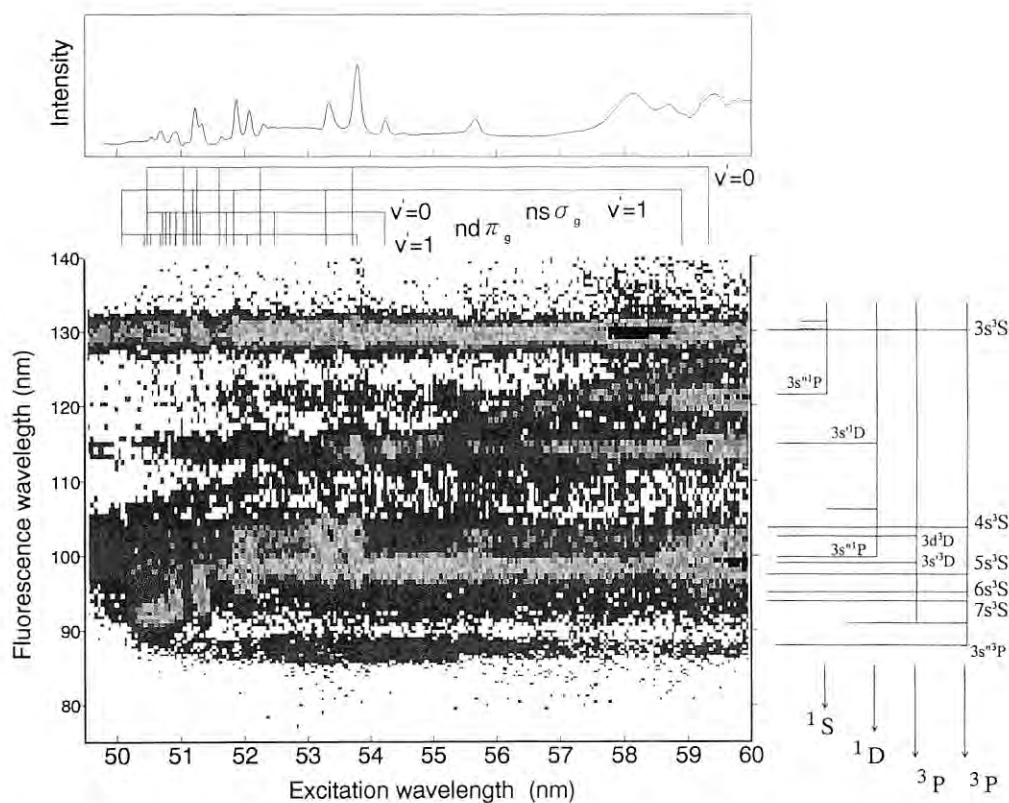 Intensity
v'=0
v'=0 nsσg v'=1
v'=1 ndπg
Fluorescence wavelegth (nm)
140
130
120
110
100
90
80
50 51 52 53 54 55 56 57 58 59 60
Excitation wavelength (nm)
3s³S
3s"¹P
3s'¹D
4s³S
3d³D
3s"¹P 3s'³D 5s³S
6s³S
7s³S
3s"³P
¹S
¹D
³P ³P